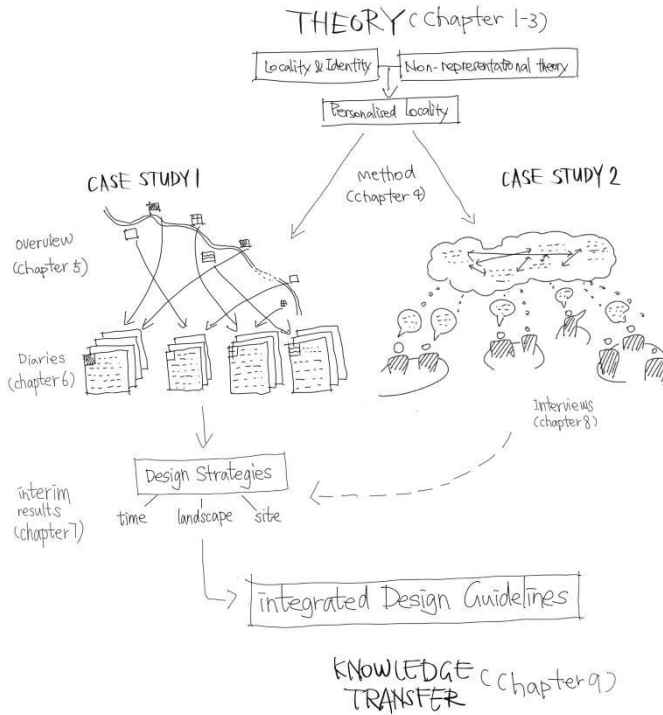 THEORY (Chapter 1-3)
Locality & Identity
Non-representational theory
Personalised Locality
method
(Chapter 4)
CASE STUDY 1
CASE STUDY 2
overview
(Chapter 5)
Diaries
(chapter 6)
Interviews
(chapter 8)
Design Strategies
time
landscape
site
interim
results
(chapter 7)
integrated Design Guidelines
KNOWLEDGE
TRANSFER
(Chapter 9)